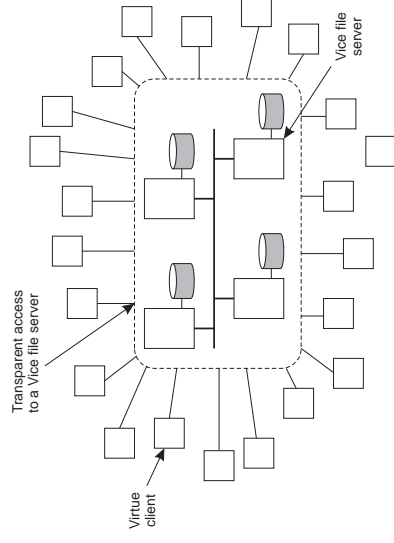 Transparent access
to a Vice file server
Virtue
client
Vice file
server